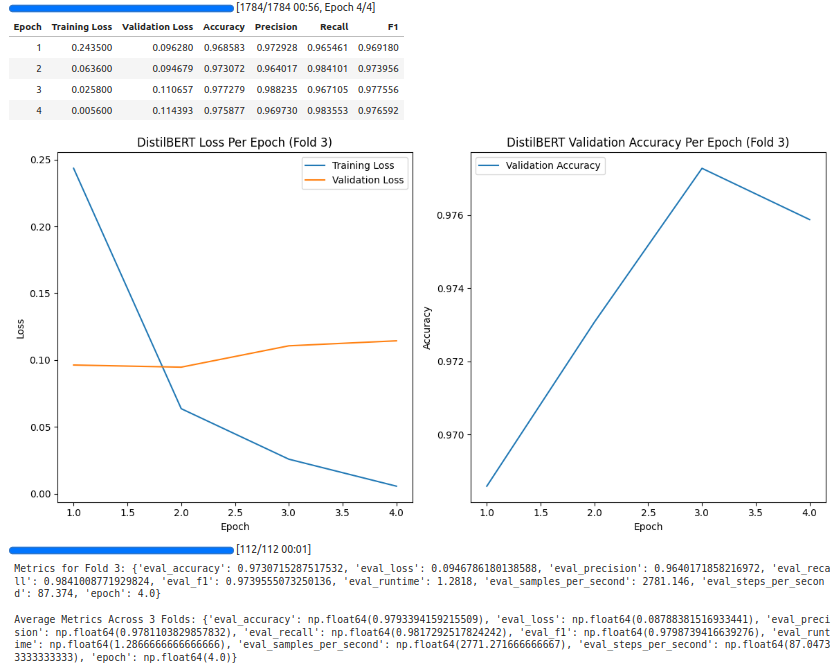 [1784/1784 00:56, Epoch 4/4]
Epoch Training Loss Validation Loss Accuracy Precision Recall F1
1 0.243500 0.096280 0.968583 0.972928 0.965461 0.969180
2 0.063600 0.094679 0.973072 0.964017 0.984101 0.973956
3 0.025800 0.110657 0.977279 0.988235 0.967105 0.977556
4 0.005600 0.114393 0.975877 0.969730 0.983553 0.976592
DistilBERT Loss Per Epoch (Fold 3)
Training Loss
Validation Loss
0.25
0.20
0.15
0.10
0.05
0.00
Loss
1.0 1.5 2.0 2.5 3.0 3.5 4.0
Epoch
DistilBERT Validation Accuracy Per Epoch (Fold 3)
Validation Accuracy
0.976
0.974
0.972
0.970
Accuracy
1.0 1.5 2.0 2.5 3.0 3.5 4.0
Epoch
[112/112 00:01]
Metrics for Fold 3: {'eval_accuracy': 0.9730715287517532, 'eval_loss': 0.0946786180138588, 'eval_precision': 0.9640171858216972, 'eval_reca
ll': 0.9841008771929824, 'eval_f1': 0.9739555073250136, 'eval_runtime': 1.2818, 'eval_samples_per_second': 2781.146, 'eval_steps_per_secon
d': 87.374, 'epoch': 4.0}
Average Metrics Across 3 Folds: {'eval_accuracy': np.float64(0.9793394159215509), 'eval_loss': np.float64(0.08788381516933441), 'eval_preci
sion': np.float64(0.9781103829857832), 'eval_recall': np.float64(0.9817292517824242), 'eval_f1': np.float64(0.9798739416639276), 'eval_runt
ime': np.float64(1.2866666666666666), 'eval_samples_per_second': np.float64(2771.271666666667), 'eval_steps_per_second': np.float64(87.0473
3333333333), 'epoch': np.float64(4.0)}